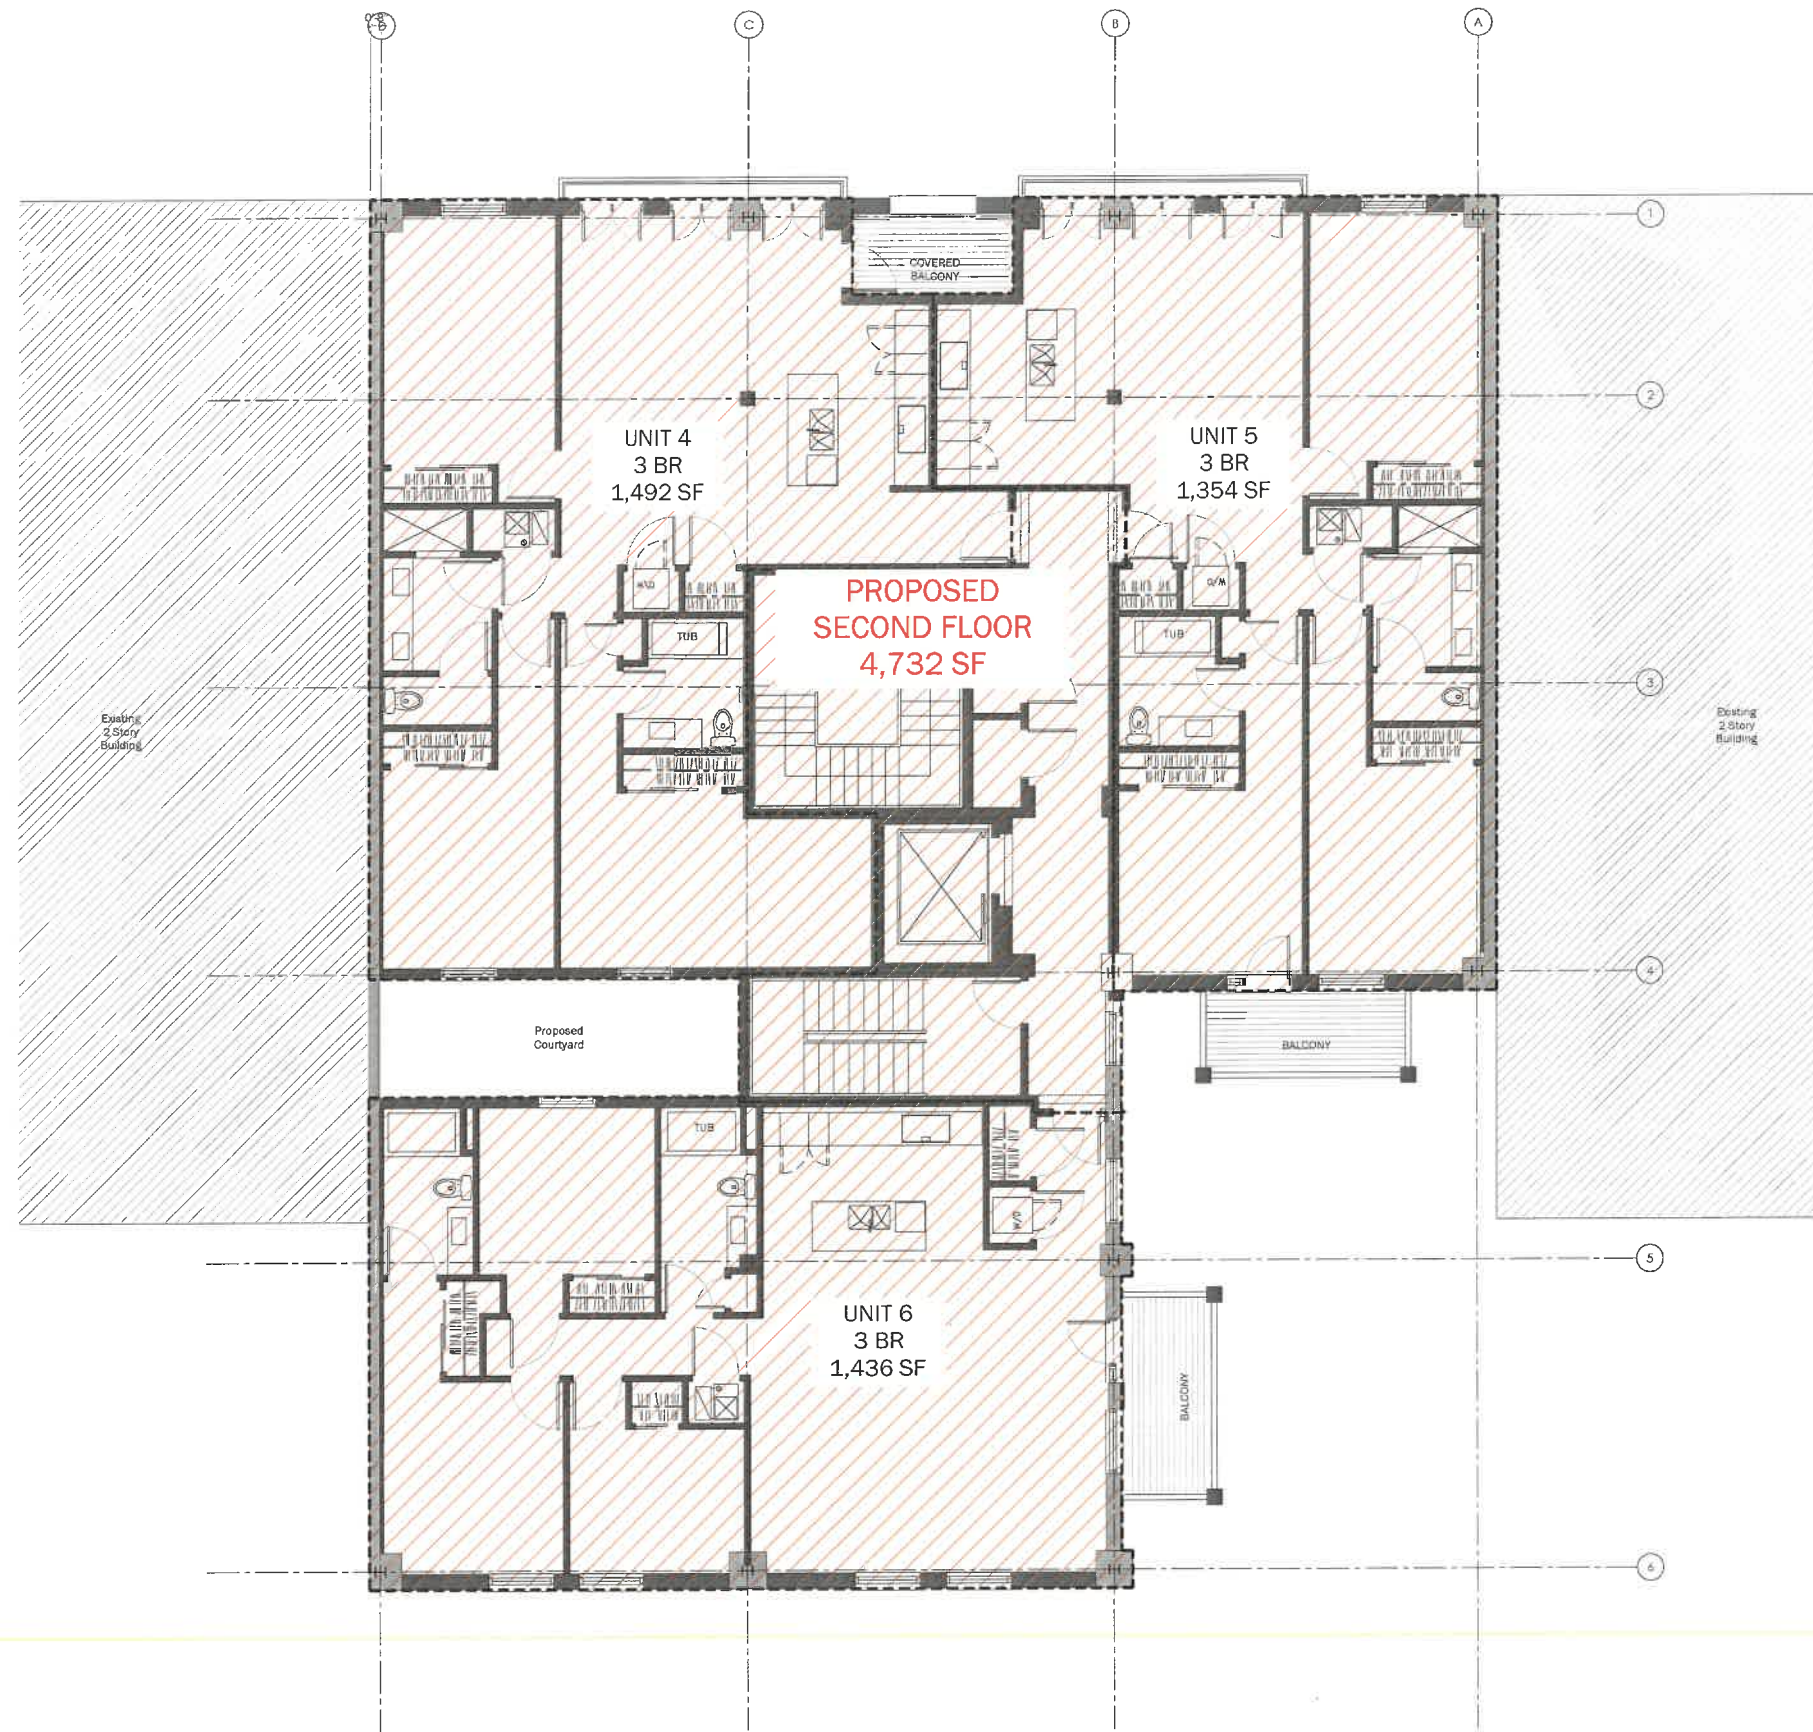 C
B
A
1
COVERED
BALCONY
2
UNIT 4
3 BR
1,492 SF
UNIT 5
3 BR
1,354 SF
W/D
W/D
PROPOSED
SECOND FLOOR
4,732 SF
TUB
TUB
3
Existing
2 Story
Building
Existing
2 Story
Building
4
Proposed
Courtyard
BALCONY
TUB
W/D
5
UNIT 6
3 BR
1,436 SF
BALCONY
6